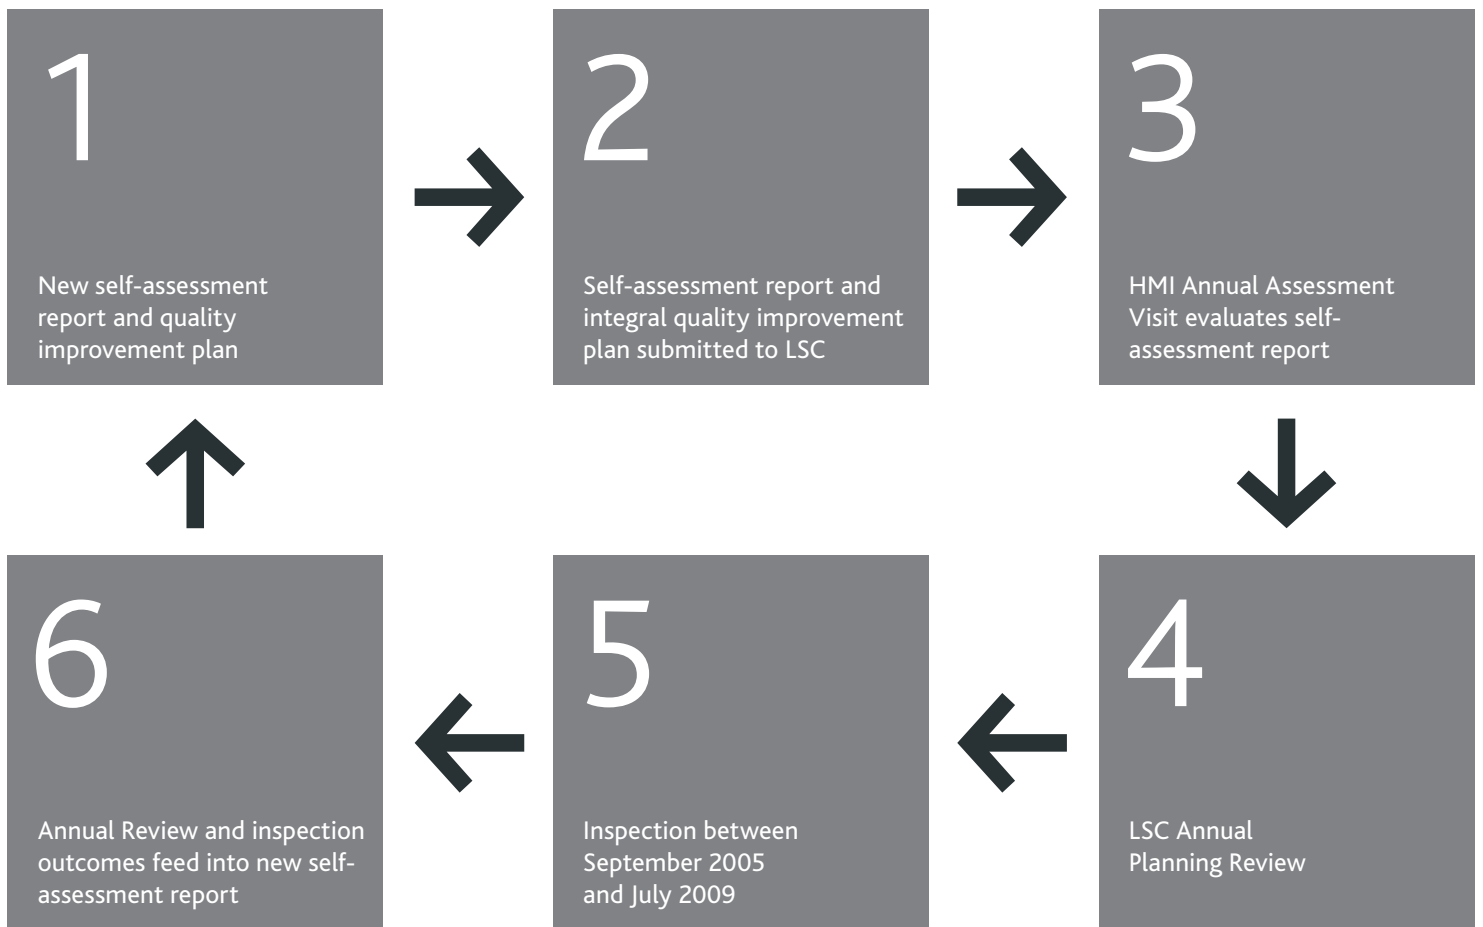 1
New self-assessment
report and quality
improvement plan
2
Self-assessment report and
integral quality improvement
plan submitted to LSC
3
HMI Annual Assessment
Visit evaluates self-
assessment report
4
LSC Annual
Planning Review
5
Inspection between
September 2005
and July 2009
6
Annual Review and inspection
outcomes feed into new self-
assessment report